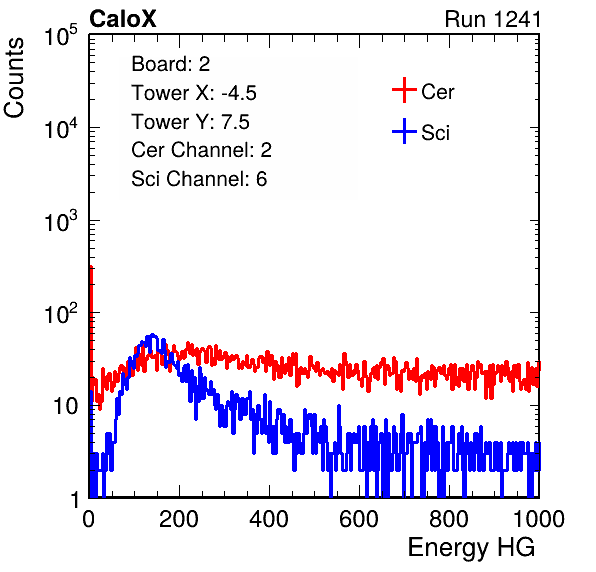 CaloX Run 1241
Counts
10^5
10^4
10^3
10^2
10
1
Board: 2
Tower X: -4.5
Tower Y: 7.5
Cer Channel: 2
Sci Channel: 6
Cer
Sci
0 200 400 600 800 1000
Energy HG